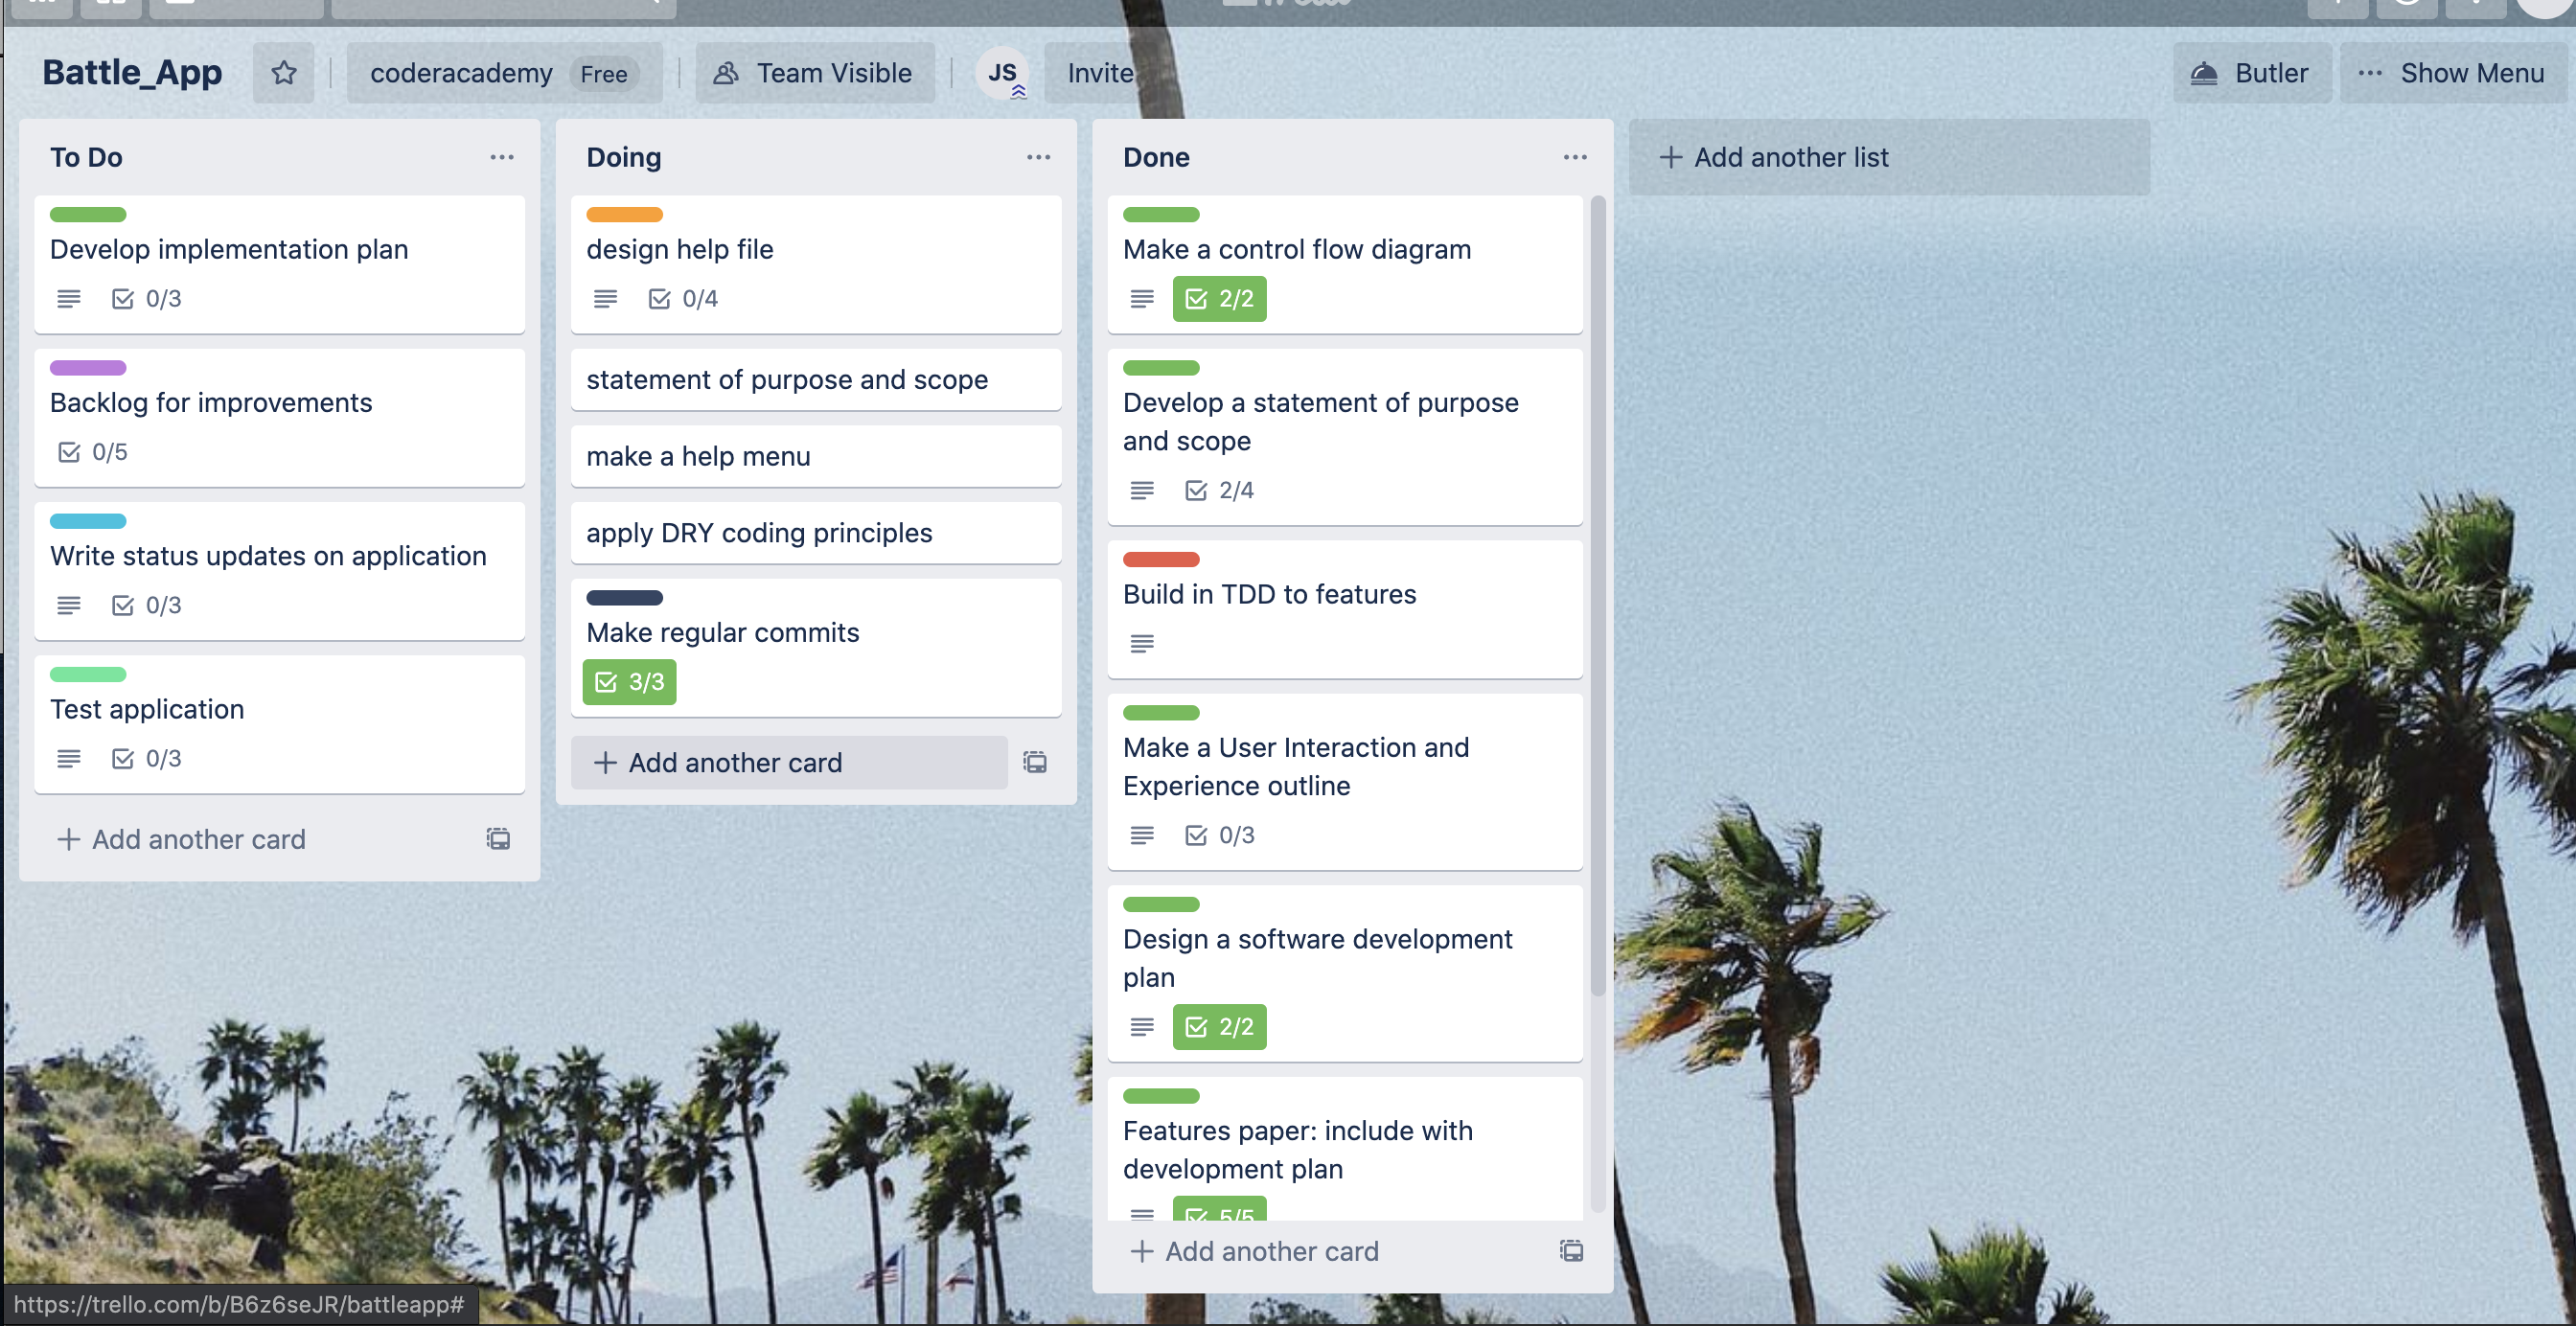 Battle_App
coderacademy Free
Team Visible
JS
Invite
Butler
Show Menu
To Do
Develop implementation plan
0/3
Backlog for improvements
0/5
Write status updates on application
0/3
Test application
0/3
+ Add another card
Doing
design help file
0/4
statement of purpose and scope
make a help menu
apply DRY coding principles
Make regular commits
3/3
+ Add another card
Done
Make a control flow diagram
2/2
Develop a statement of purpose
and scope
2/4
Build in TDD to features
Make a User Interaction and
Experience outline
0/3
Design a software development
plan
2/2
Features paper: include with
development plan
5/5
+ Add another card
+ Add another list
https://trello.com/b/B6z6seJR/battleapp#